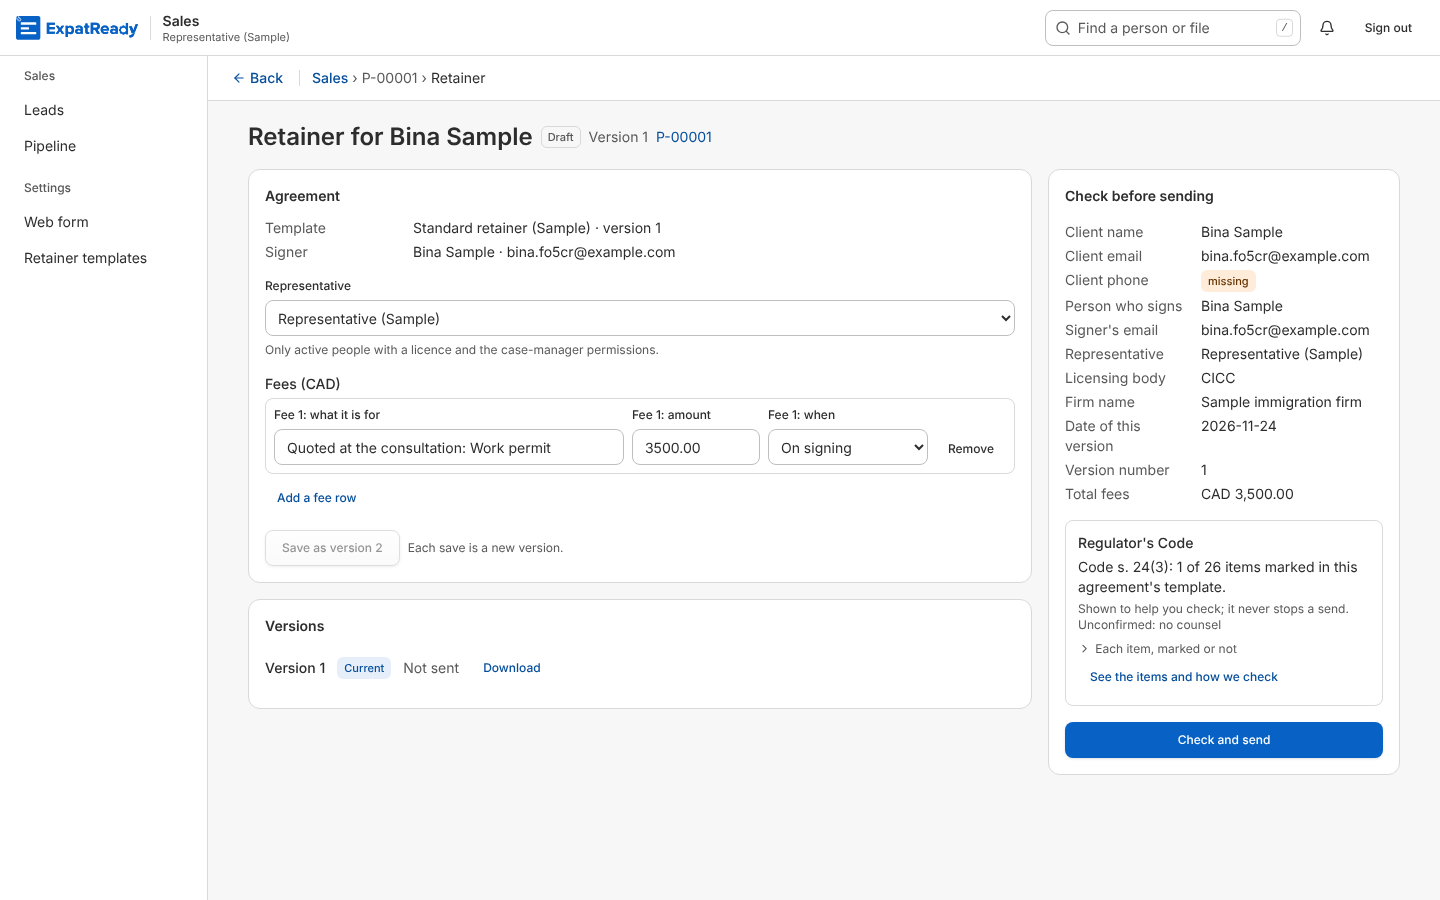 ExpatReady
Sales
Representative (Sample)
Find a person or file
/
Sign out
Sales
Leads
Pipeline
Settings
Web form
Retainer templates
← Back
Sales › P-00001 › Retainer
Retainer for Bina Sample Draft Version 1 P-00001
Agreement
Template Standard retainer (Sample) · version 1
Signer Bina Sample · bina.fo5cr@example.com
Representative
Representative (Sample)
Only active people with a licence and the case-manager permissions.
Fees (CAD)
Fee 1: what it is for Fee 1: amount Fee 1: when
Quoted at the consultation: Work permit 3500.00 On signing Remove
Add a fee row
Save as version 2 Each save is a new version.
Versions
Version 1 Current Not sent Download
Check before sending
Client name Bina Sample
Client email bina.fo5cr@example.com
Client phone missing
Person who signs Bina Sample
Signer's email bina.fo5cr@example.com
Representative Representative (Sample)
Licensing body CICC
Firm name Sample immigration firm
Date of this version 2026-11-24
Version number 1
Total fees CAD 3,500.00
Regulator's Code
Code s. 24(3): 1 of 26 items marked in this
agreement's template.
Shown to help you check; it never stops a send.
Unconfirmed: no counsel
Each item, marked or not
See the items and how we check
Check and send